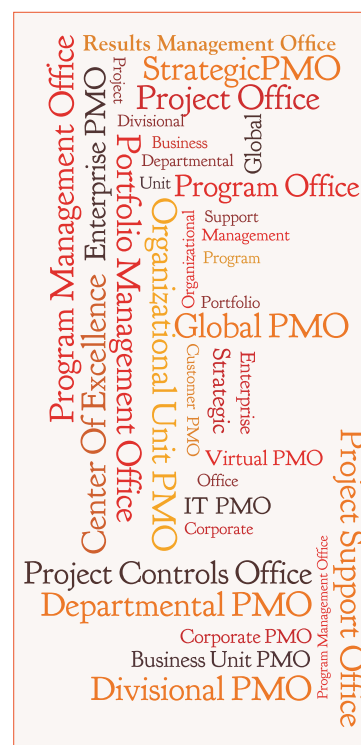 Results Management Office
StrategicPMO
Project
Project Office
Program Management Office
Enterprise PMO
Divisional
Global
Business
Departmental
Portfolio Management Office
Unit
Program Office
Organizational Unit PMO
Organizational
Support
Management
Program
Center Of Excellence
Portfolio
Global PMO
Customer PMO
Strategic
Enterprise
Virtual PMO
Office
IT PMO
Corporate
Project Support Office
Program Management Office
Project Controls Office
Departmental PMO
Corporate PMO
Business Unit PMO
Divisional PMO